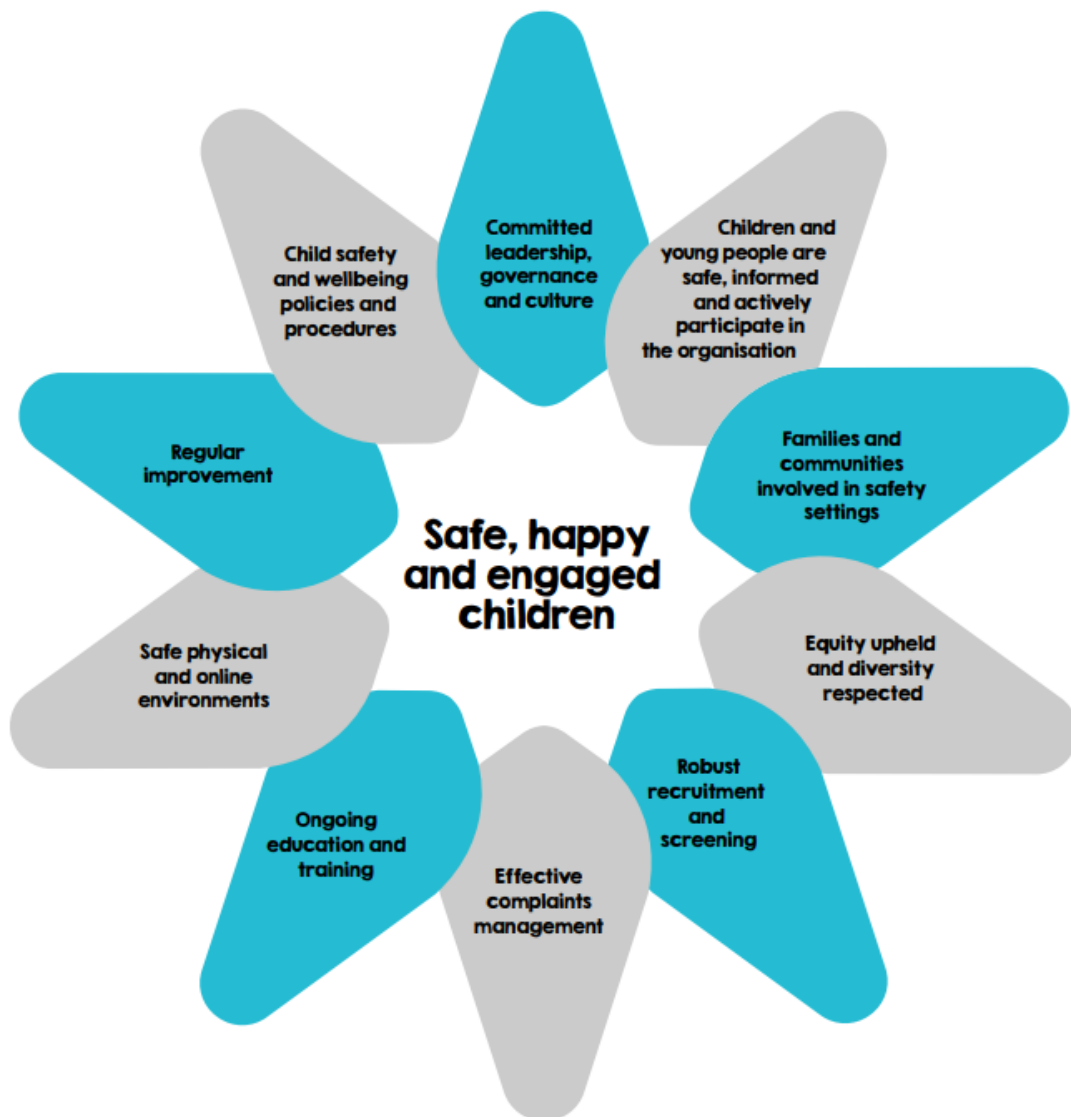 Committed
leadership,
governance
and culture
Children and
young people are
safe, informed
and actively
participate in
the organisation
Families and
communities
involved in safety
settings
Equity upheld
and diversity
respected
Robust
recruitment
and
screening
Effective
complaints
management
Ongoing
education and
training
Safe physical
and online
environments
Regular
improvement
Child safety
and wellbeing
policies and
procedures
Safe, happy
and engaged
children